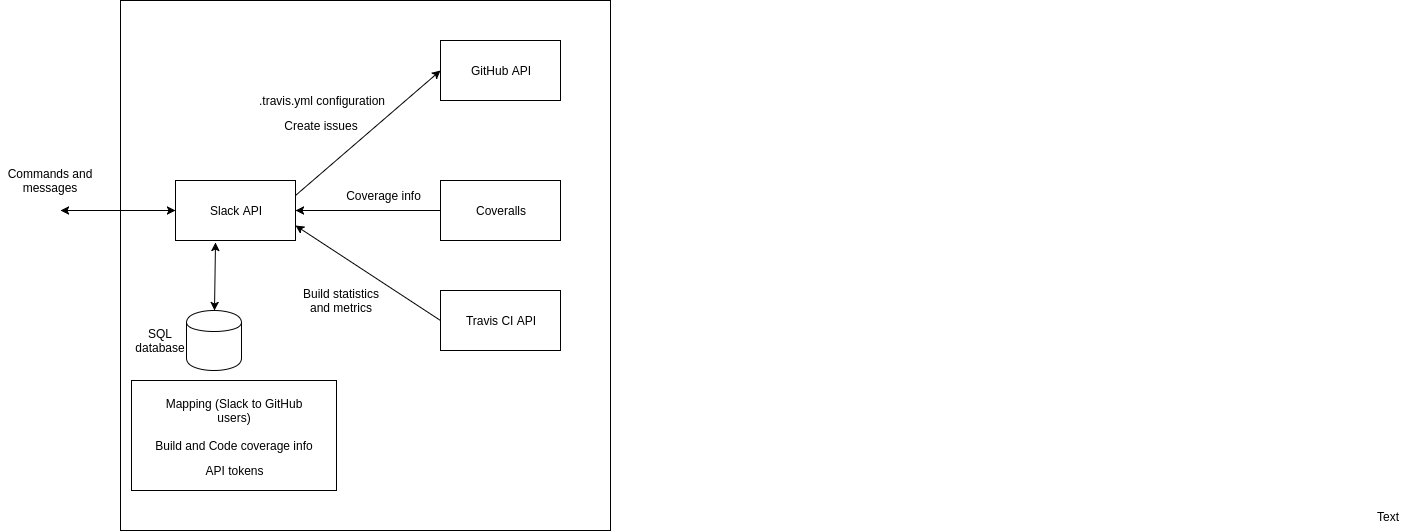 GitHub API
.travis.yml configuration
Create issues
Commands and
messages
Slack API
Coverage info
Coveralls
Build statistics
and metrics
Travis CI API
SQL
database
Mapping (Slack to GitHub
users)
Build and Code coverage info
API tokens
Text